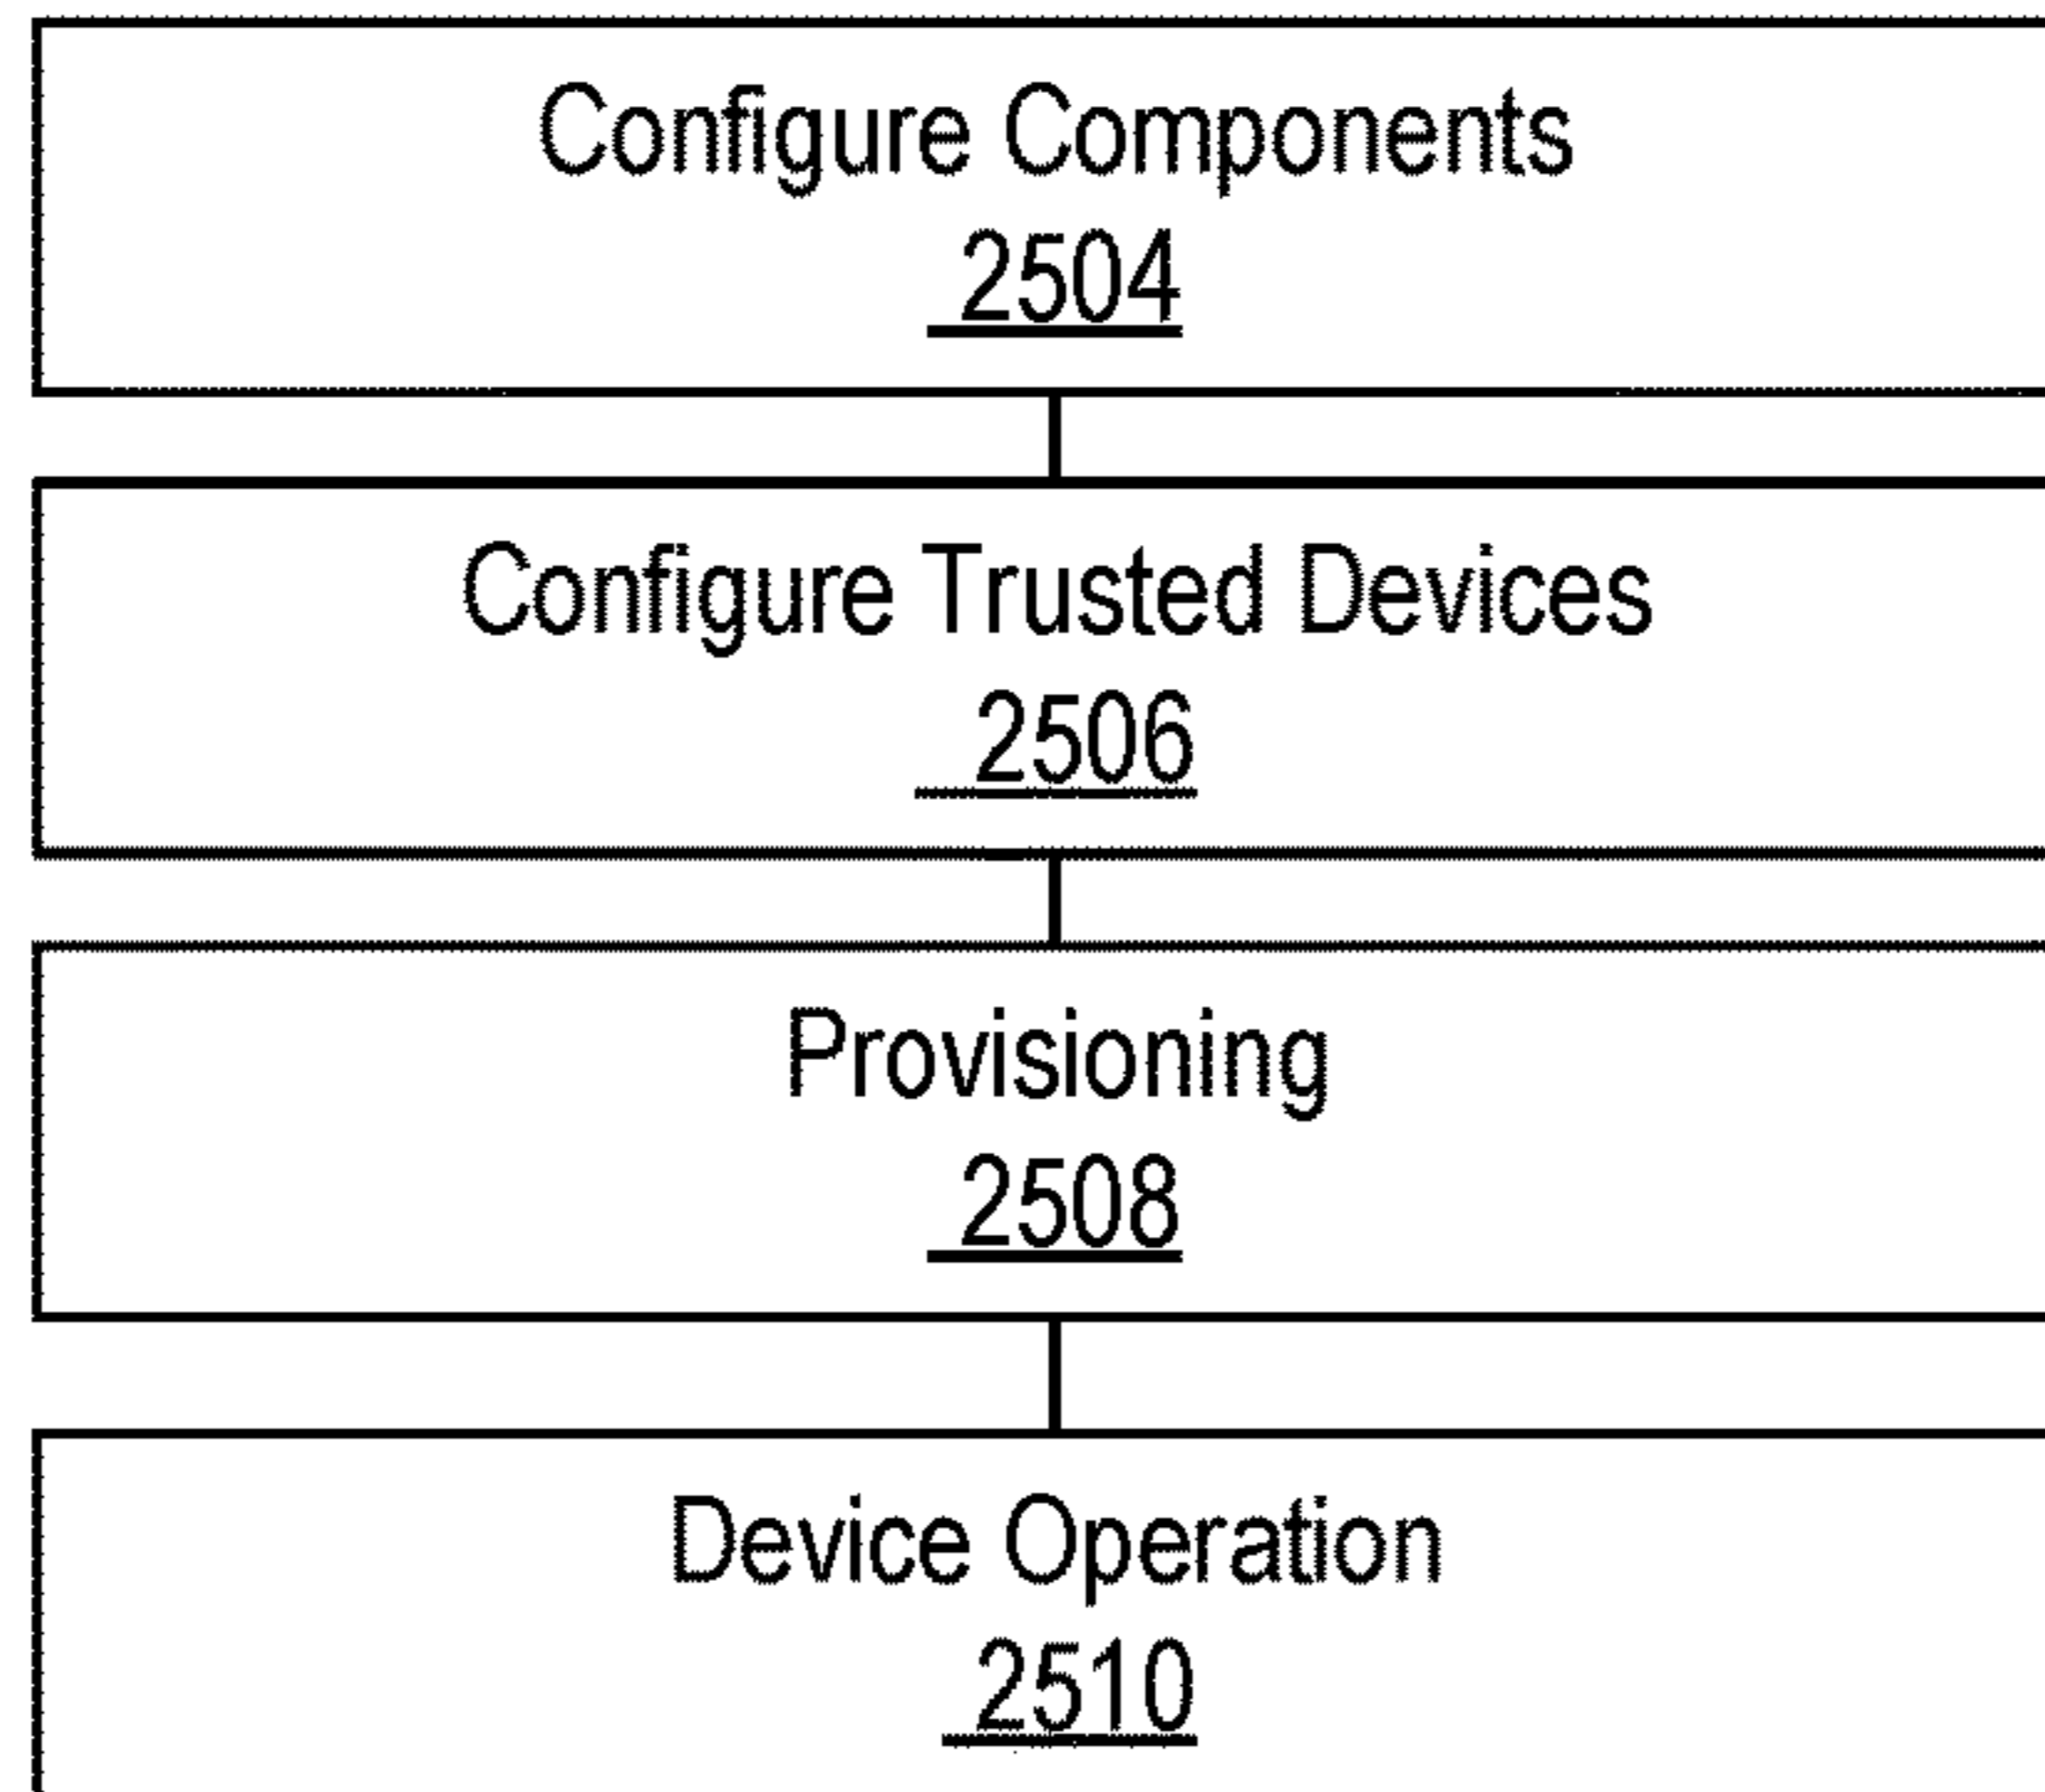 Configure Components
2504
Configure Trusted Devices
2506
Provisioning
2508
Device Operation
2510